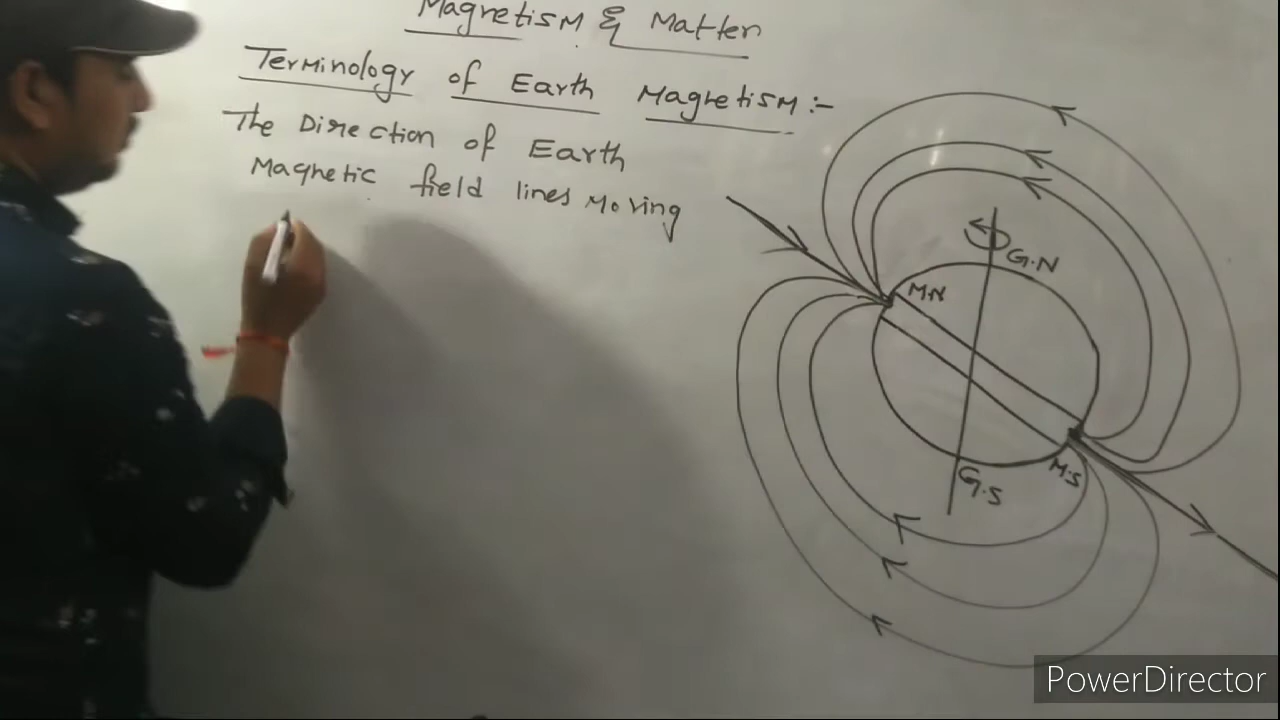 Magnetism & Matter
Terminology of Earth Magnetism :-
The Direction of Earth
Magnetic field lines Moving
G.N
M.N
M.S
G.S
PowerDirector